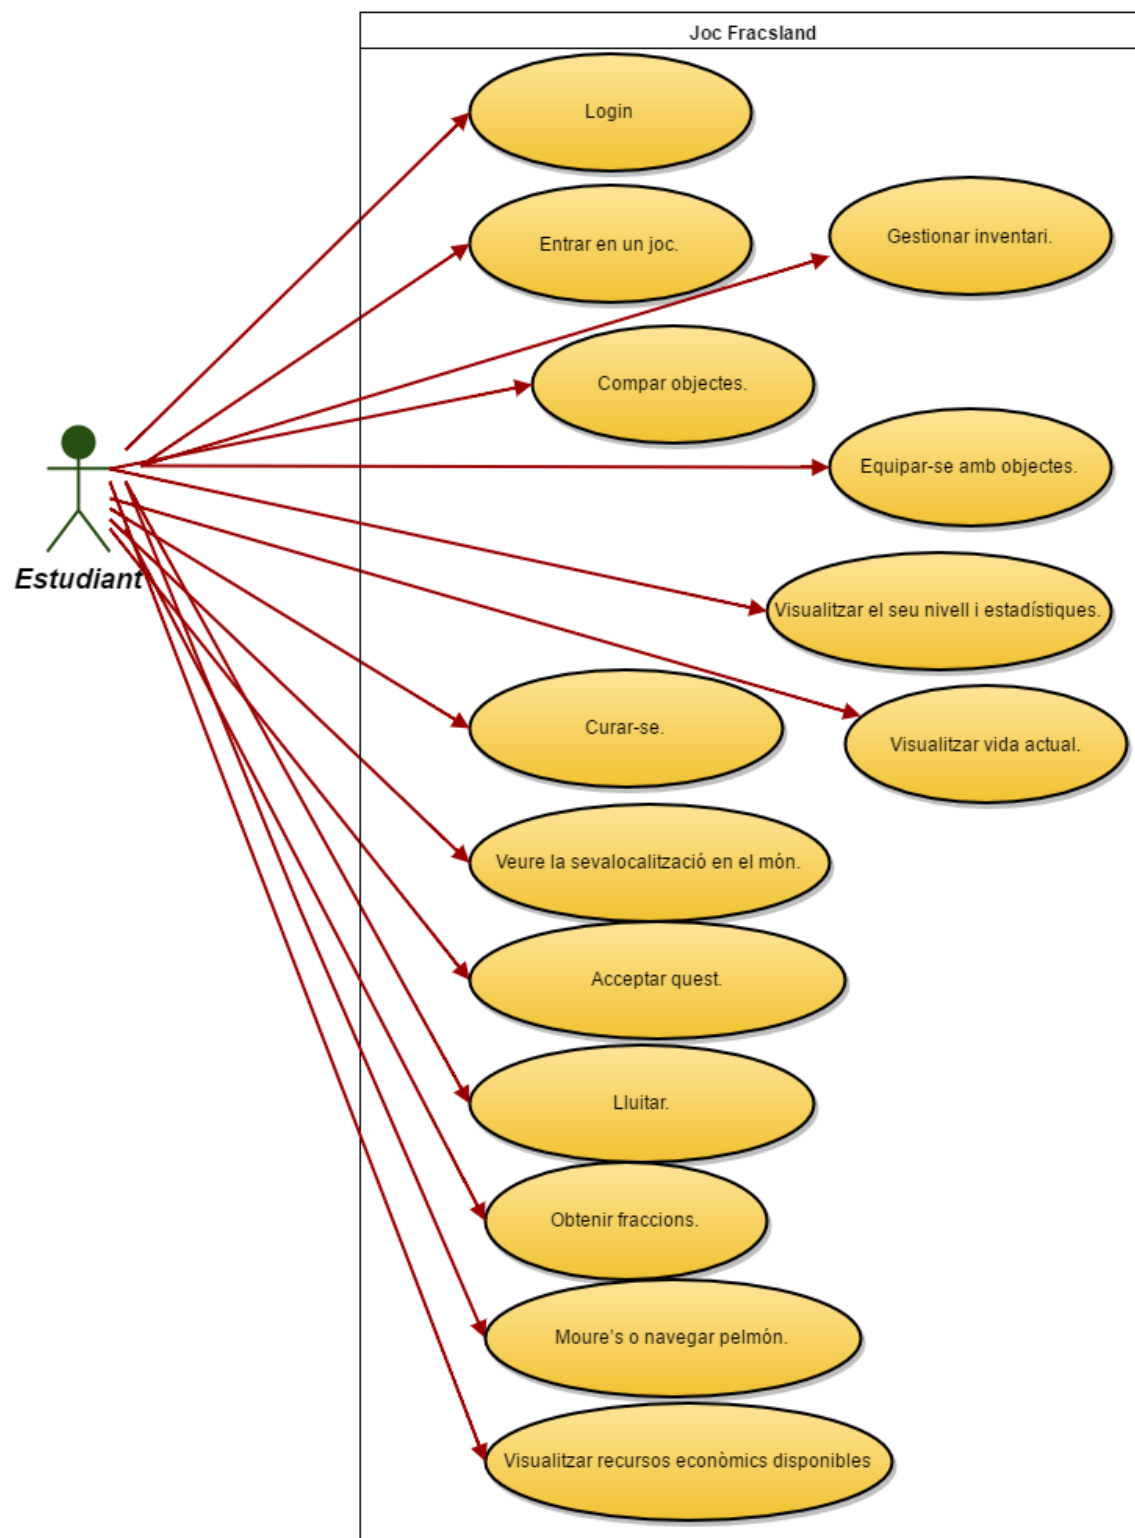 Joc Fracsland
Login
Entrar en un joc.
Gestionar inventari.
Compar objectes.
Equipar-se amb objectes.
Estudiant
Visualitzar el seu nivell i estadístiques.
Curar-se.
Visualitzar vida actual.
Veure la sevalocalització en el món.
Acceptar quest.
Lluitar.
Obtenir fraccions.
Moure's o navegar pelmón.
Visualitzar recursos econòmics disponibles